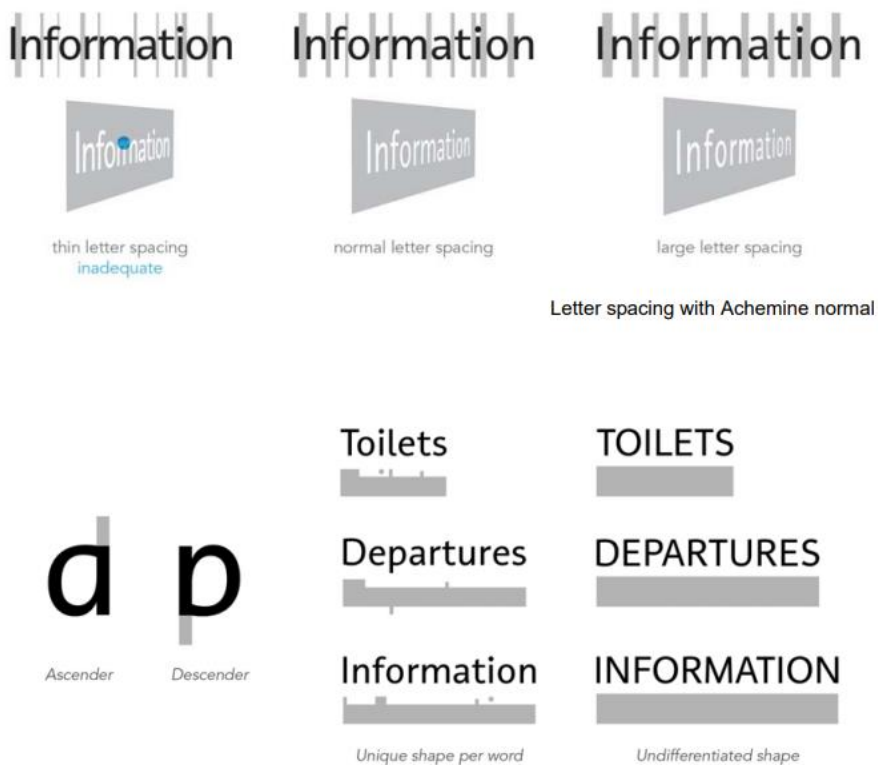 Information Information Information
Information Information Information
thin letter spacing normal letter spacing large letter spacing
inadequate
Letter spacing with Achemine normal
Toilets TOILETS
d p
Departures DEPARTURES
Ascender Descender
Information INFORMATION
Unique shape per word Undifferentiated shape